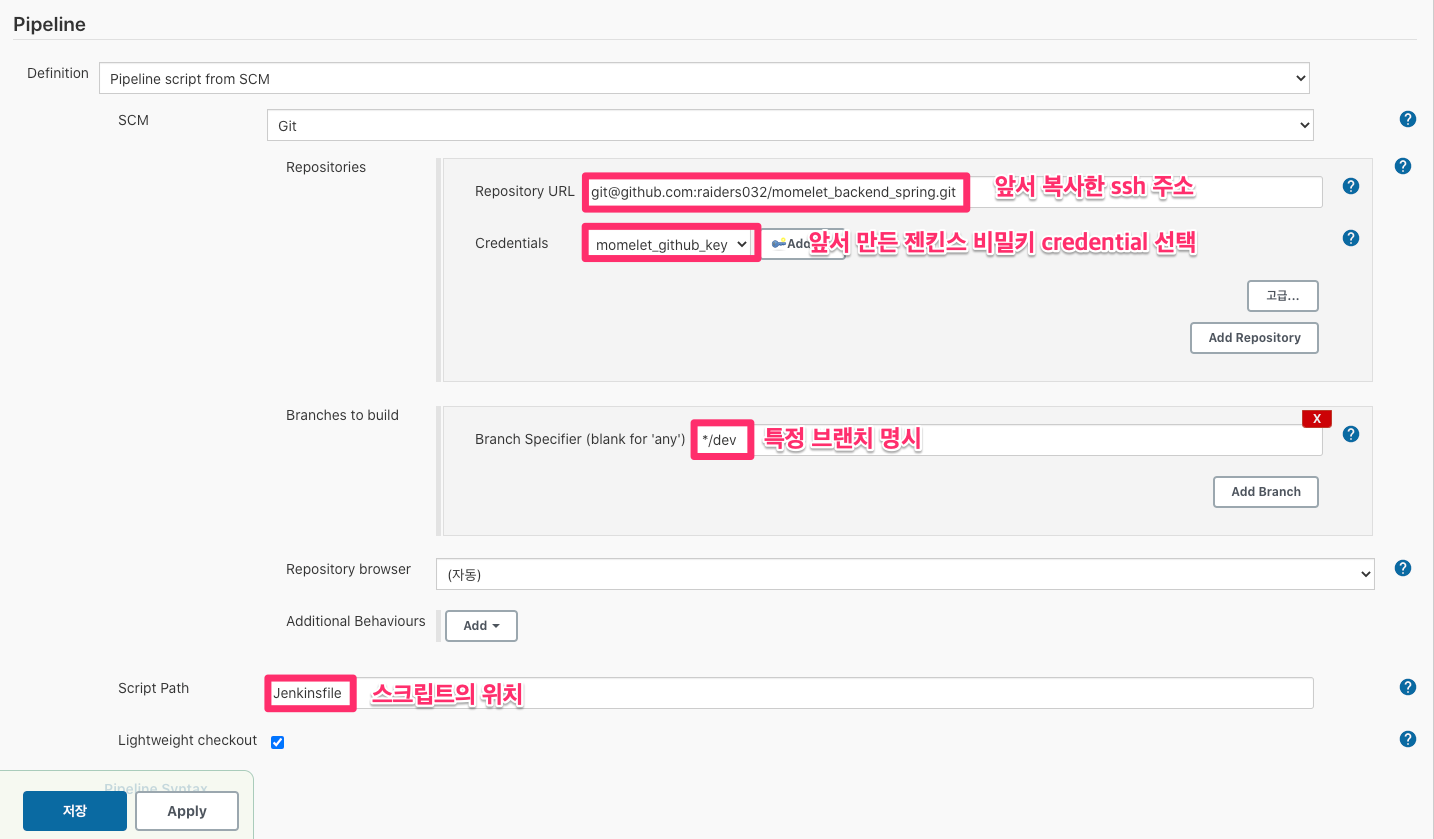 Pipeline
Definition
Pipeline script from SCM
SCM
Git
?
Repositories
?
Repository URL
git@github.com:raiders032/momelet_backend_spring.git
앞서 복사한 ssh 주소
?
Credentials
momelet_github_key
Add
앞서 만든 젠킨스 비밀키 credential 선택
?
고급...
Add Repository
Branches to build
X
Branch Specifier (blank for 'any')
*/dev
특정 브랜치 명시
?
Add Branch
Repository browser
(자동)
?
Additional Behaviours
Add
Script Path
Jenkinsfile
스크립트의 위치
?
Lightweight checkout
?
Pipeline Syntax
저장
Apply